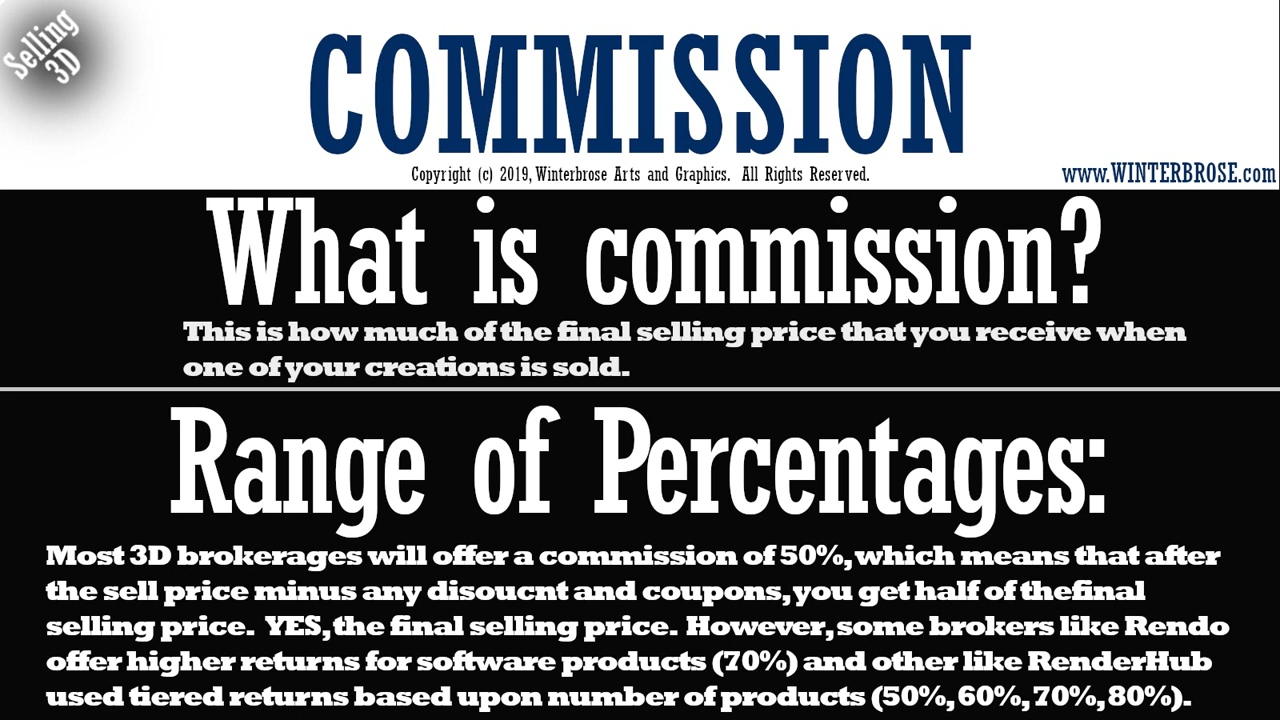 Selling
3D
COMMISSION
Copyright (c) 2019, Winterbrose Arts and Graphics. All Rights Reserved.
www.WINTERBROSE.com
What is commission?
This is how much of the final selling price that you receive when
one of your creations is sold.
Range of Percentages:
Most 3D brokerages will offer a commission of 50%, which means that after
the sell price minus any disoucnt and coupons, you get half of thefinal
selling price. YES, the final selling price. However, some brokers like Rendo
offer higher returns for software products (70%) and other like RenderHub
used tiered returns based upon number of products (50%, 60%, 70%, 80%).